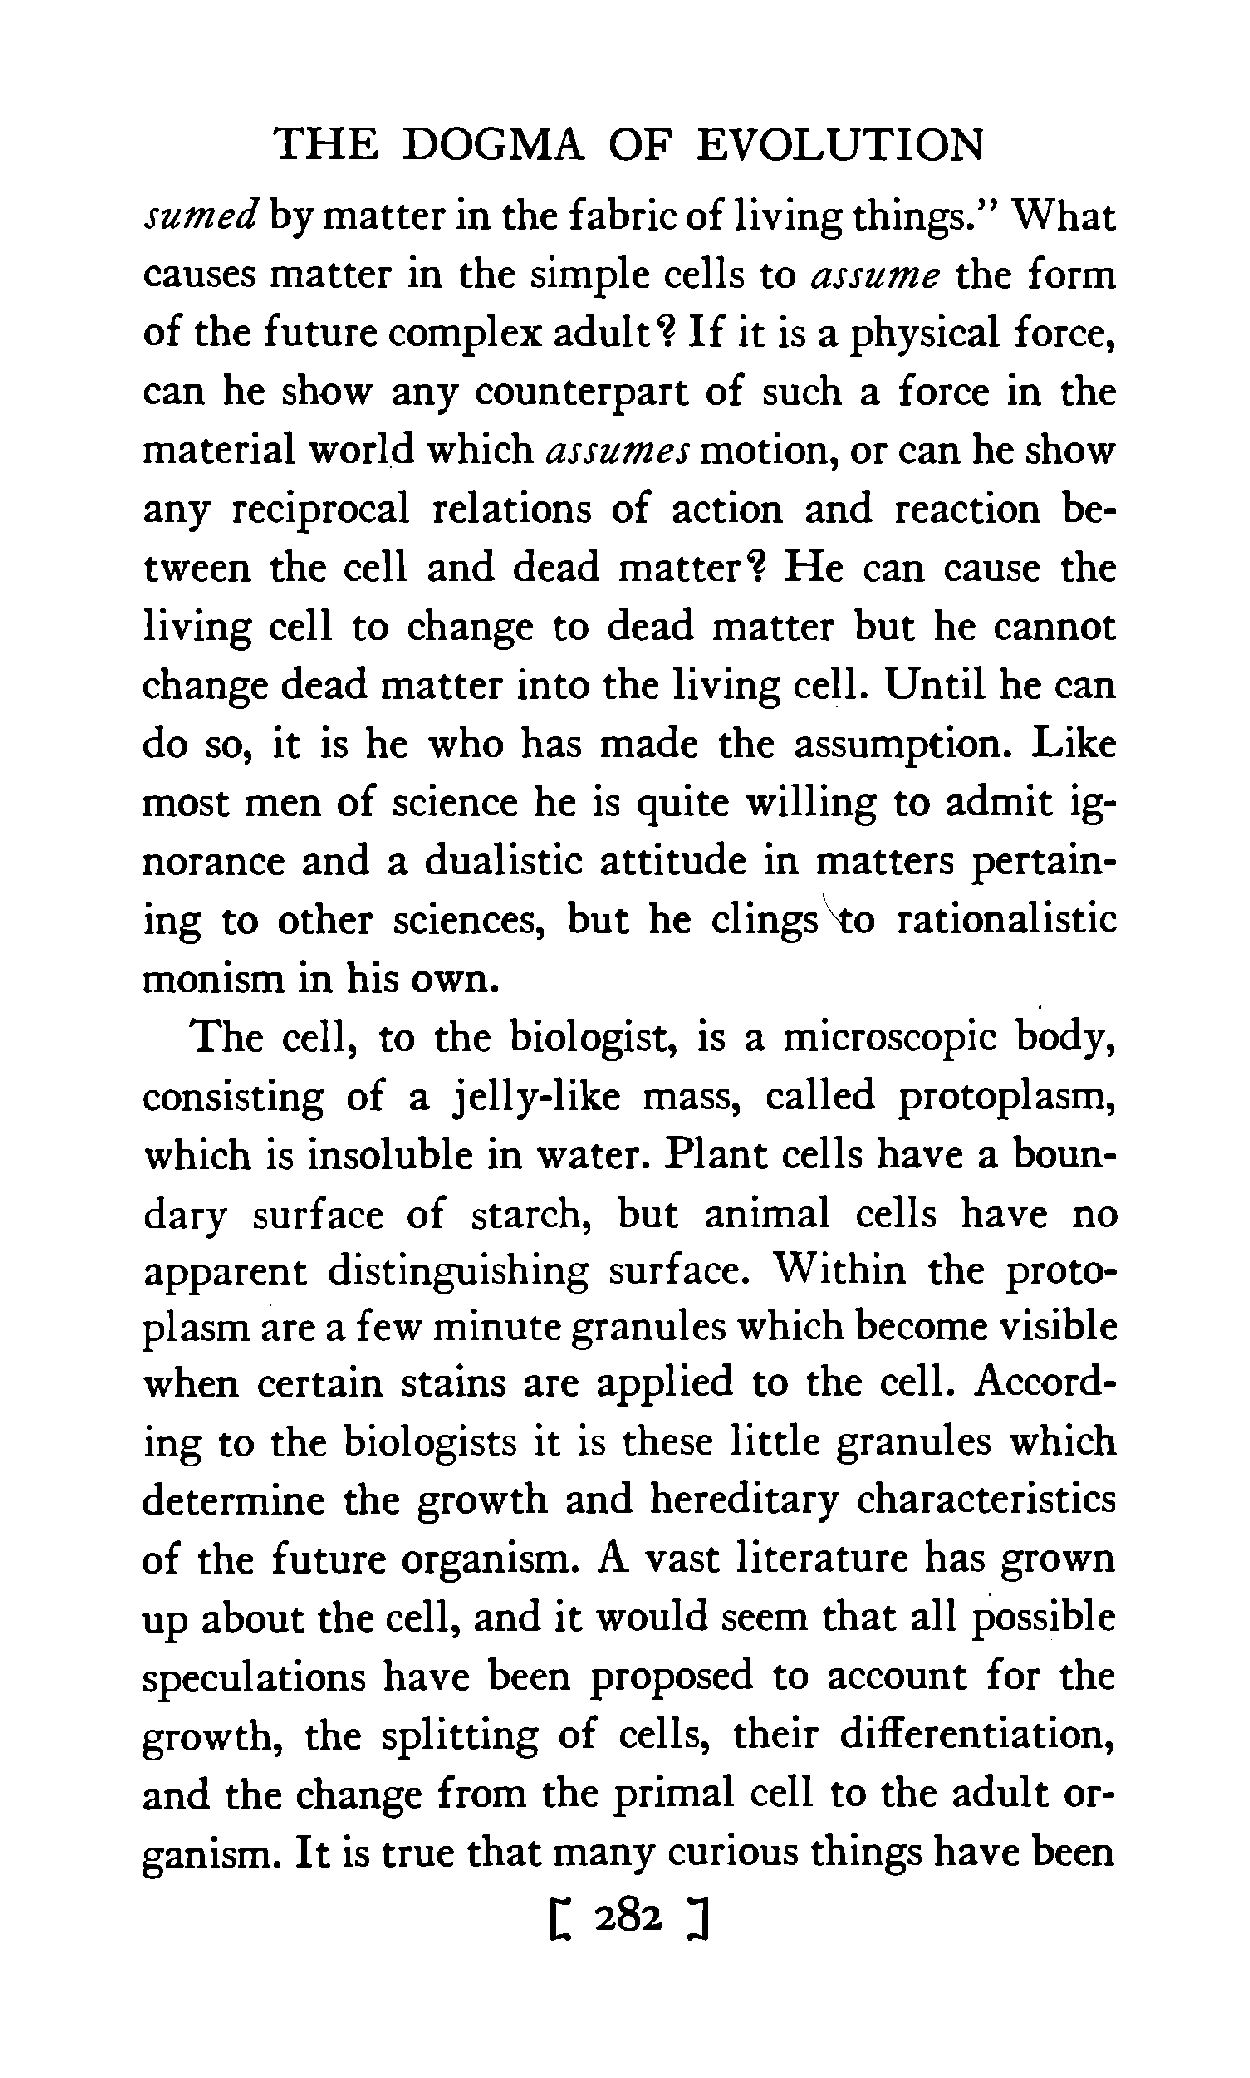 THE DOGMA OF EVOLUTION
sumed by matter in the fabric of living things." What
causes matter in the simple cells to assume the form
of the future complex adult? If it is a physical force,
can he show any counterpart of such a force in the
material world which assumes motion, or can he show
any reciprocal relations of action and reaction be-
tween the cell and dead matter? He can cause the
living cell to change to dead matter but he cannot
change dead matter into the living cell. Until he can
do so, it is he who has made the assumption. Like
most men of science he is quite willing to admit ig-
norance and a dualistic attitude in matters pertain-
ing to other sciences, but he clings to rationalistic
monism in his own.
The cell, to the biologist, is a microscopic body,
consisting of a jelly-like mass, called protoplasm,
which is insoluble in water. Plant cells have a boun-
dary surface of starch, but animal cells have no
apparent distinguishing surface. Within the proto-
plasm are a few minute granules which become visible
when certain stains are applied to the cell. Accord-
ing to the biologists it is these little granules which
determine the growth and hereditary characteristics
of the future organism. A vast literature has grown
up about the cell, and it would seem that all possible
speculations have been proposed to account for the
growth, the splitting of cells, their differentiation,
and the change from the primal cell to the adult or-
ganism. It is true that many curious things have been
[ 282 ]